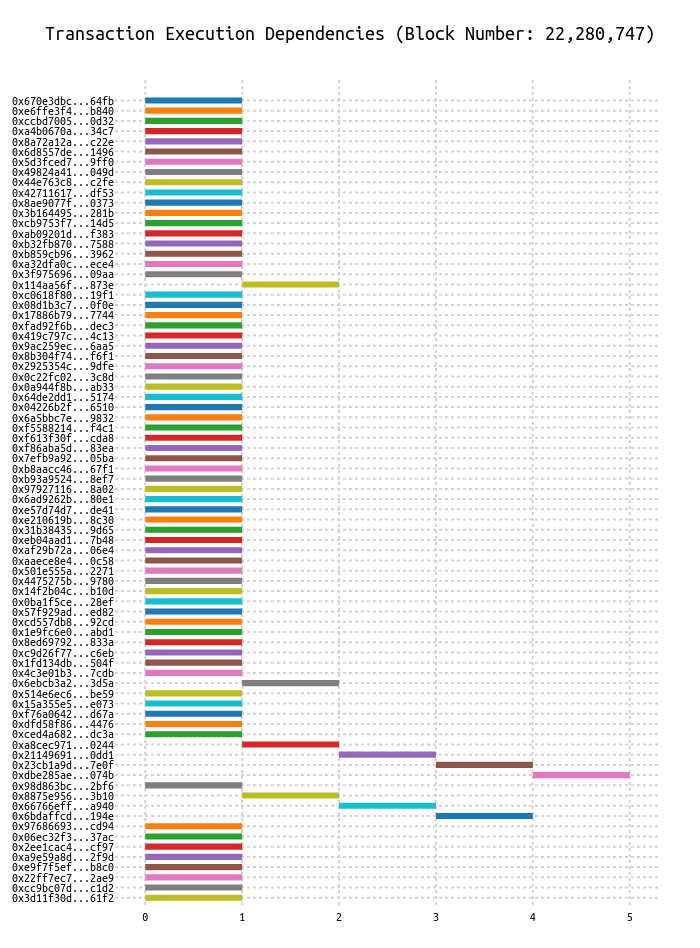 Transaction Execution Dependencies (Block Number: 22,280,747)
0x670e3dbc...64fb
0xe6ffe3f4...b840
0xccbd7005...0d32
0xa4b0670a...34c7
0x8a72a12a...c22e
0x6d8557de...1496
0x5d3fced7...9ff0
0x49824a41...049d
0x44e763c8...c2fe
0x42711617...df53
0x8ae9077f...0373
0x3b164495...281b
0xcb9753f7...14d5
0xab09201d...f383
0xb32fb870...7588
0xb859cb96...3962
0xa32dfa0c...ece4
0x3f975696...09aa
0x114aa56f...873e
0xc0618f80...19f1
0x08d1b3c7...0f0e
0x17886b79...7744
0xfad92f6b...dec3
0x419c797c...4c13
0x9ac259ec...6aa5
0x8b304f74...f6f1
0x2925354c...9dfe
0x0c22fc02...3c8d
0x0a944f8b...ab33
0x64de2dd1...5174
0x04226b2f...6510
0x6a5bbc7e...9832
0xf5588214...f4c1
0xf613f30f...cda8
0xf86aba5d...83ea
0x7efb9a92...05ba
0xb8aacc46...67f1
0xb93a9524...8ef7
0x97927116...8a02
0x6ad9262b...80e1
0xe57d74d7...de41
0xe210619b...8c30
0x31b38435...9d65
0xeb04aad1...7b48
0xaf29b72a...06e4
0xaaece8e4...0c58
0x501e555a...2271
0x4475275b...9780
0x14f2b04c...b10d
0x0ba1f5ce...28ef
0x57f929ad...ed82
0xcd557db8...92cd
0x1e9fc6e0...abd1
0x8ed69792...833a
0xc9d26f77...c6eb
0x1fd134db...504f
0x4c3e01b3...7cdb
0x6ebcb3a2...3d5a
0x514e6ec6...be59
0x15a355e5...e073
0xf76a0642...d67a
0xdfd58f86...4476
0xced4a682...dc3a
0xa8cec971...0244
0x21149691...0dd1
0x23cb1a9d...7e0f
0xdbe285ae...074b
0x98d863bc...2bf6
0x8875e956...3b10
0x66766eff...a940
0x6bdaffcd...194e
0x97686693...cd94
0x06ec32f3...37ac
0x2ee1cac4...cf97
0xa9e59a8d...2f9d
0xe9f7f5ef...b8c0
0x22ff7ec7...2ae9
0xcc9bc07d...c1d2
0x3d11f30d...61f2
0 1 2 3 4 5